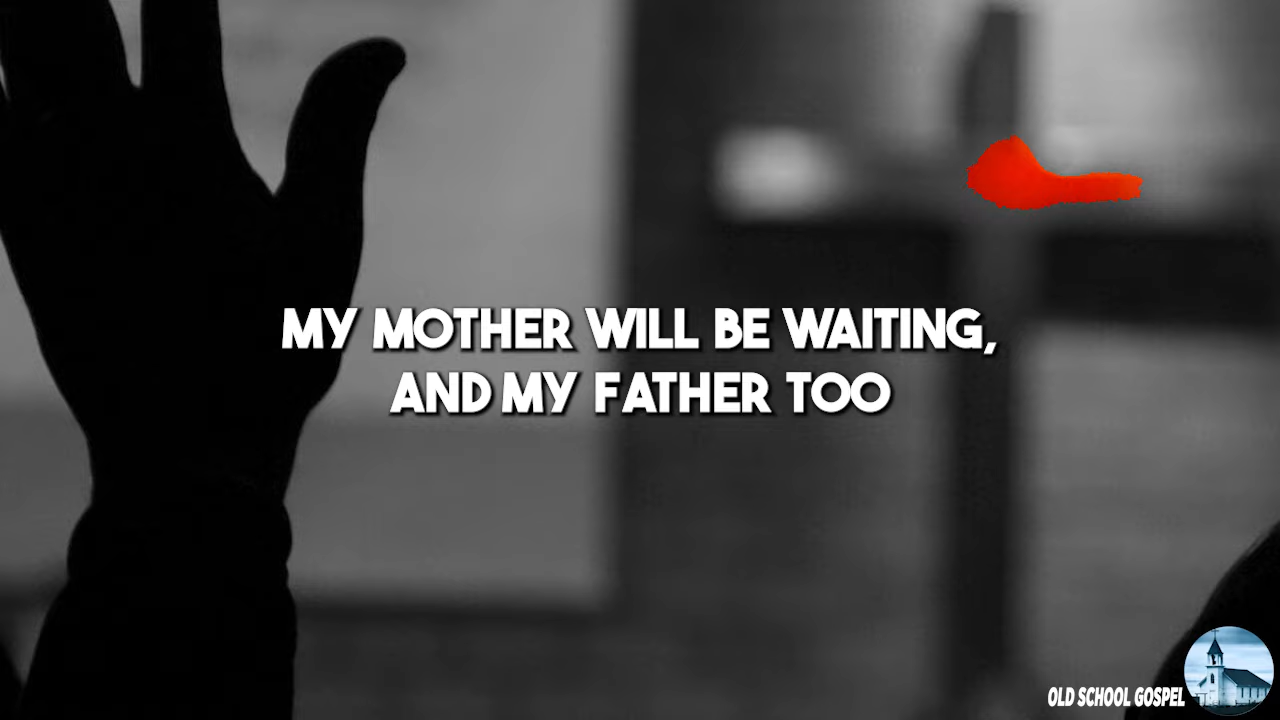 MY MOTHER WILL BE WAITING,
AND MY FATHER TOO
OLD SCHOOL GOSPEL